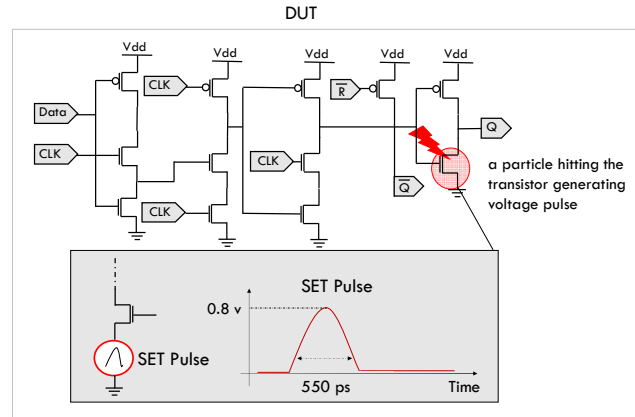 DUT
Vdd
Vdd
Vdd
Vdd
Vdd
CLK
R
Data
Q
CLK
CLK
a particle hitting the
transistor generating
voltage pulse
Q
CLK
SET Pulse
0.8 v
SET Pulse
550 ps
Time